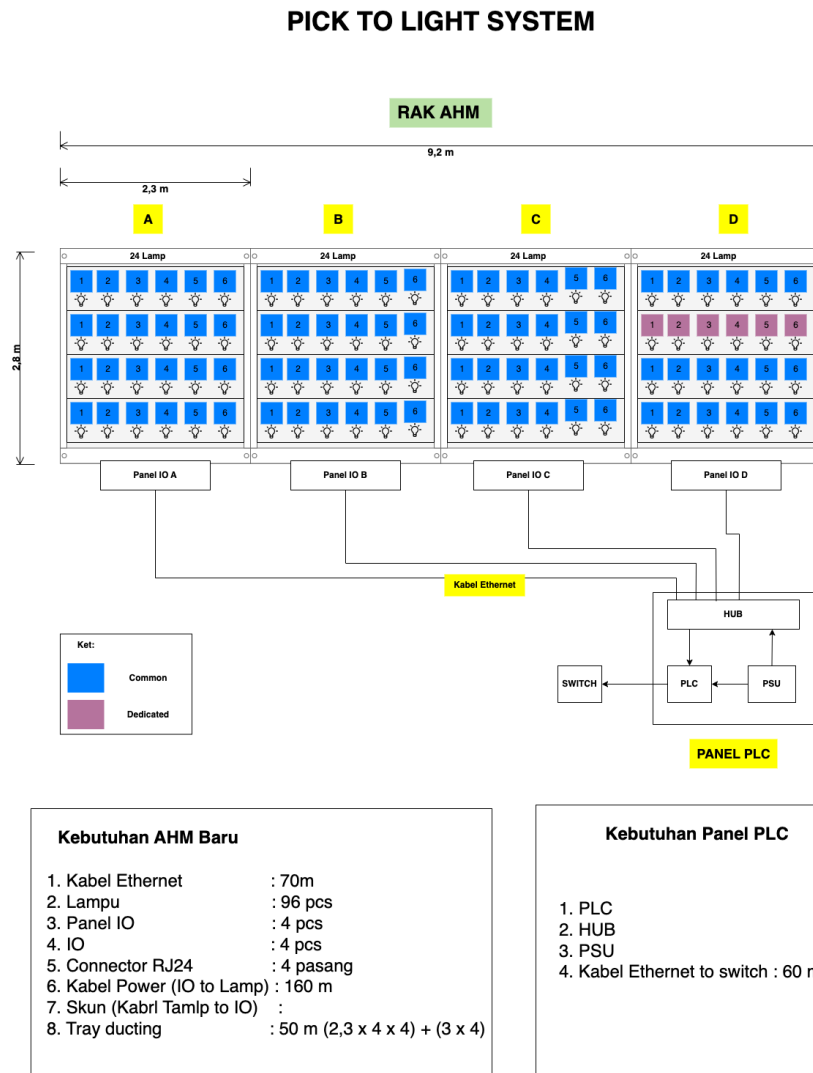 PICK TO LIGHT SYSTEM
RAK AHM
9,2 m
2,3 m
A B C D
24 Lamp 24 Lamp 24 Lamp 24 Lamp
2,8 m
1 2 3 4 5 6 1 2 3 4 5 6 1 2 3 4 5 6 1 2 3 4 5 6
1 2 3 4 5 6 1 2 3 4 5 6 1 2 3 4 5 6 1 2 3 4 5 6
1 2 3 4 5 6 1 2 3 4 5 6 1 2 3 4 5 6 1 2 3 4 5 6
1 2 3 4 5 6 1 2 3 4 5 6 1 2 3 4 5 6 1 2 3 4 5 6
Panel IO A Panel IO B Panel IO C Panel IO D
Kabel Ethernet
HUB
Ket:
Common
Dedicated
SWITCH PLC PSU
PANEL PLC
Kebutuhan AHM Baru
1. Kabel Ethernet : 70m
2. Lampu : 96 pcs
3. Panel IO : 4 pcs
4. IO : 4 pcs
5. Connector RJ24 : 4 pasang
6. Kabel Power (IO to Lamp) : 160 m
7. Skun (Kabrl Tamlp to IO) :
8. Tray ducting : 50 m (2,3 x 4 x 4) + (3 x 4)
Kebutuhan Panel PLC
1. PLC
2. HUB
3. PSU
4. Kabel Ethernet to switch : 60